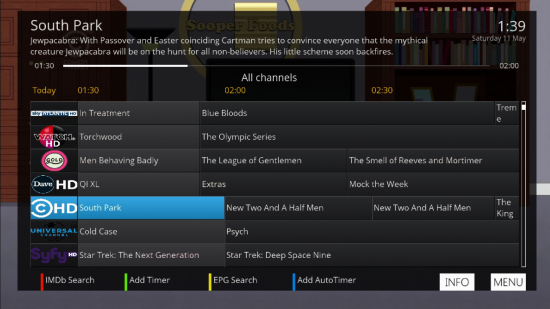 Sooper Foods
South Park
1:39
Saturday 11 May
Jewpacabra: With Passover and Easter coinciding Cartman tries to convince everyone that the mythical
creature Jewpacabra will be on the hunt for all non-believers. His little scheme soon backfires.
01:30
02:00
All channels
Today 01:30 02:00 02:30
sky ATLANTIC HD In Treatment Blue Bloods Trem
e
WATCH HD Torchwood The Olympic Series
GOLD Men Behaving Badly The League of Gentlemen The Smell of Reeves and Mortimer
Dave HD QI XL Extras Mock the Week
HD South Park New Two And A Half Men New Two And A Half Men The
King
UNIVERSAL CHANNEL Cold Case Psych
Syfy HD Star Trek: The Next Generation Star Trek: Deep Space Nine
IMDb Search Add Timer EPG Search Add AutoTimer INFO MENU